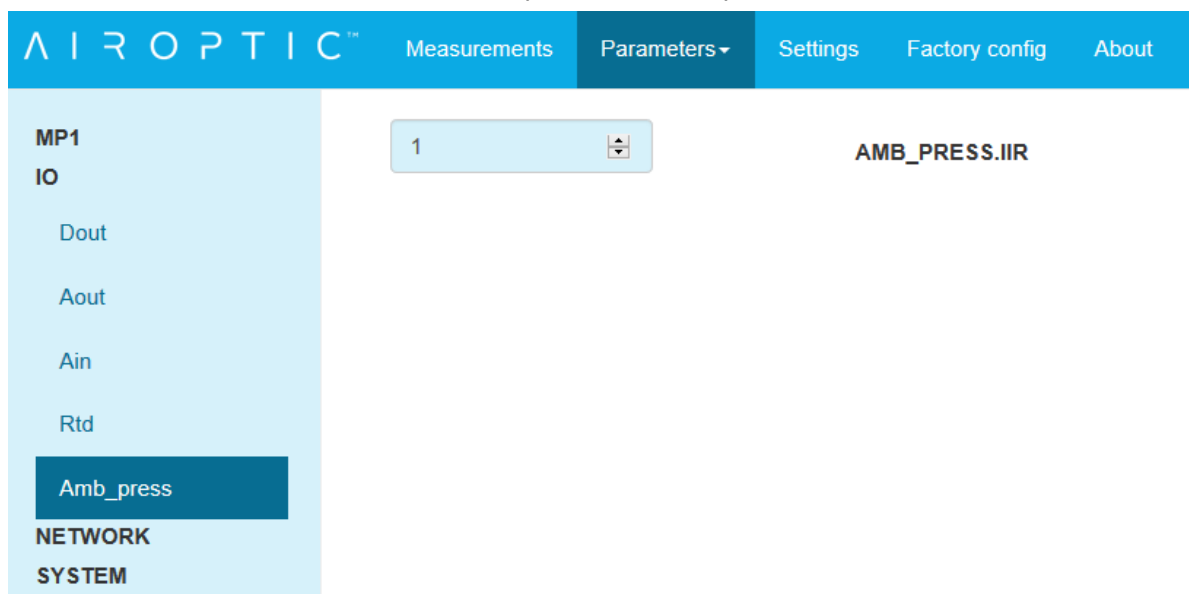 AIROPTIC™ Measurements Parameters Settings Factory config About
MP1
1
AMB_PRESS.IIR
IO
Dout
Aout
Ain
Rtd
Amb_press
NETWORK
SYSTEM